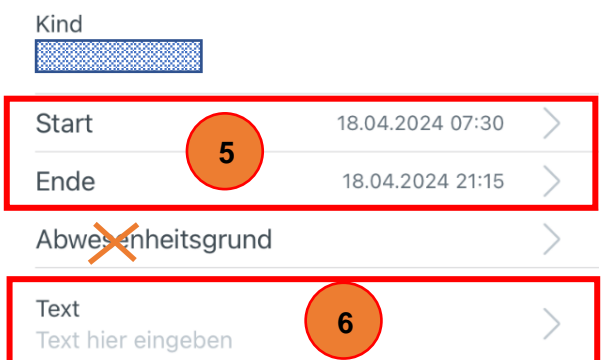 Kind
Start 18.04.2024 07:30
5
Ende 18.04.2024 21:15
Abwesenheitsgrund
Text
6
Text hier eingeben